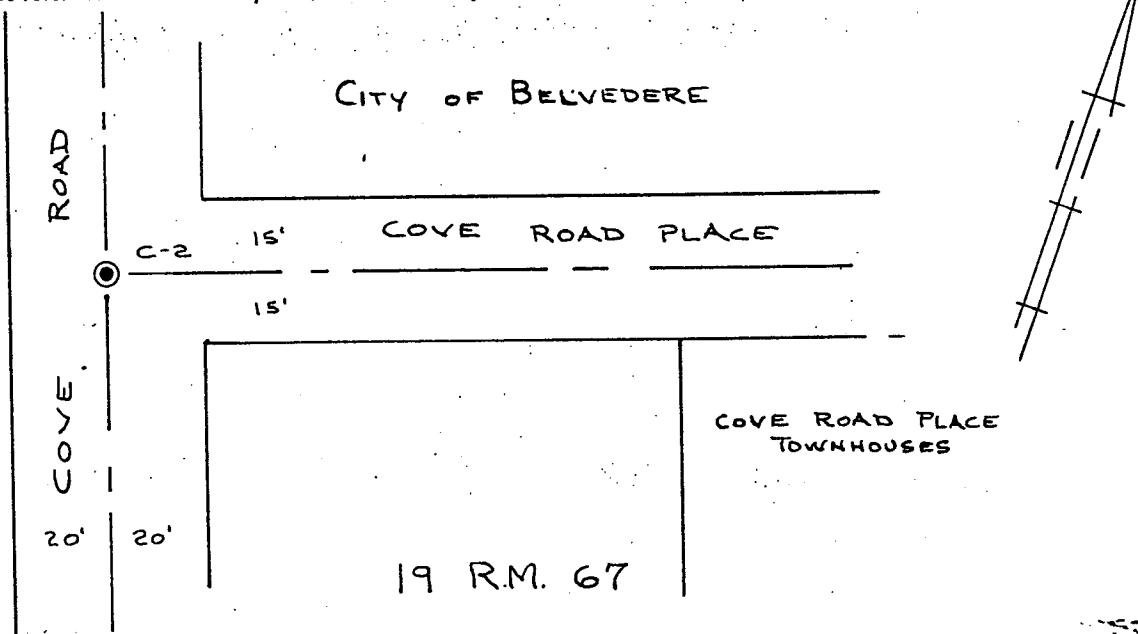 CITY OF BELVEDERE
ROAD
COVE ROAD PLACE
C-2
15'
15'
COVE
COVE ROAD PLACE
TOWNHOUSES
20' 20'
19 R.M. 67